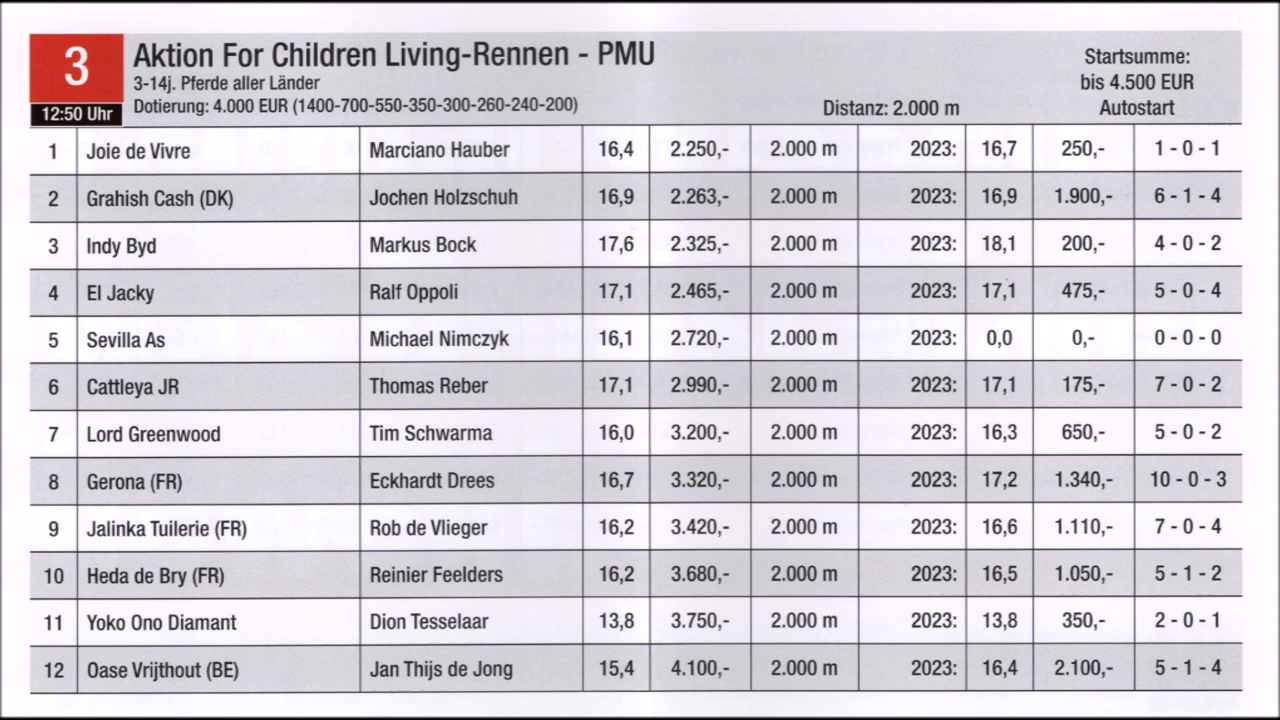 3
12:50 Uhr
Aktion For Children Living-Rennen - PMU
3-14j. Pferde aller Länder
Dotierung: 4.000 EUR (1400-700-550-350-300-260-240-200)
Distanz: 2.000 m
Startsumme:
bis 4.500 EUR
Autostart
1 Joie de Vivre Marciano Hauber 16,4 2.250,- 2.000 m 2023: 16,7 250,- 1 - 0 - 1
2 Grahish Cash (DK) Jochen Holzschuh 16,9 2.263,- 2.000 m 2023: 16,9 1.900,- 6 - 1 - 4
3 Indy Byd Markus Bock 17,6 2.325,- 2.000 m 2023: 18,1 200,- 4 - 0 - 2
4 El Jacky Ralf Oppoli 17,1 2.465,- 2.000 m 2023: 17,1 475,- 5 - 0 - 4
5 Sevilla As Michael Nimczyk 16,1 2.720,- 2.000 m 2023: 0,0 0,- 0 - 0 - 0
6 Cattleya JR Thomas Reber 17,1 2.990,- 2.000 m 2023: 17,1 175,- 7 - 0 - 2
7 Lord Greenwood Tim Schwarma 16,0 3.200,- 2.000 m 2023: 16,3 650,- 5 - 0 - 2
8 Gerona (FR) Eckhardt Drees 16,7 3.320,- 2.000 m 2023: 17,2 1.340,- 10 - 0 - 3
9 Jalinka Tuilerie (FR) Rob de Vlieger 16,2 3.420,- 2.000 m 2023: 16,6 1.110,- 7 - 0 - 4
10 Heda de Bry (FR) Reinier Feelders 16,2 3.680,- 2.000 m 2023: 16,5 1.050,- 5 - 1 - 2
11 Yoko Ono Diamant Dion Tesselaar 13,8 3.750,- 2.000 m 2023: 13,8 350,- 2 - 0 - 1
12 Oase Vrijthout (BE) Jan Thijs de Jong 15,4 4.100,- 2.000 m 2023: 16,4 2.100,- 5 - 1 - 4